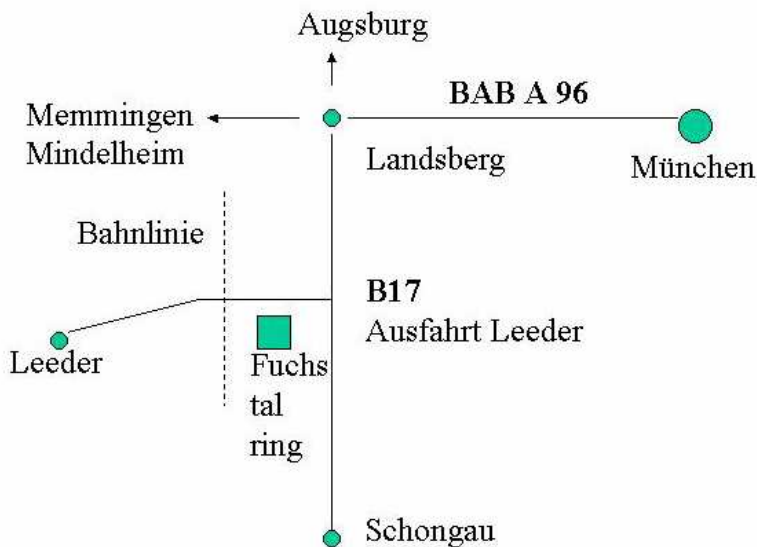 Augsburg
BAB A 96
Memmingen
Mindelheim
Landsberg
München
Bahnlinie
B17
Ausfahrt Leeder
Leeder
Fuchs
tal
ring
Schongau